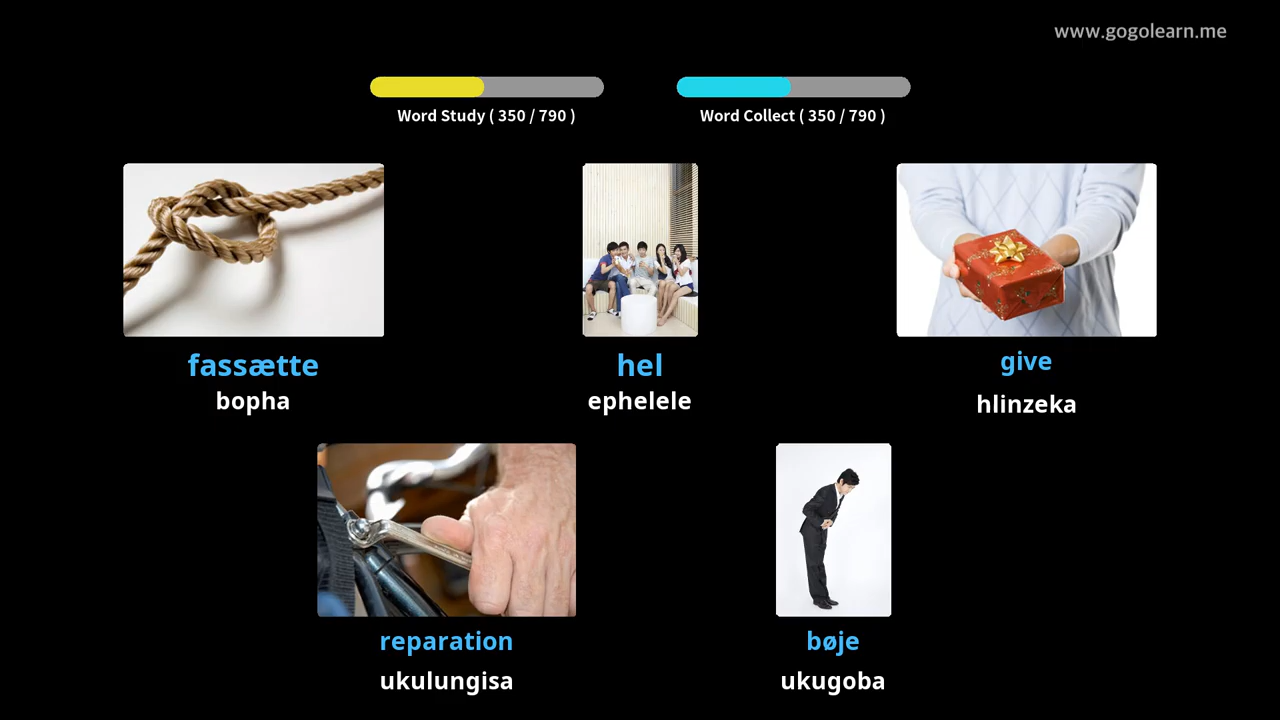 www.gogolearn.me
Word Study ( 350 / 790 )
Word Collect ( 350 / 790 )
fassætte
bopha
hel
ephelele
give
hlinzeka
reparation
ukulungisa
bøje
ukugoba